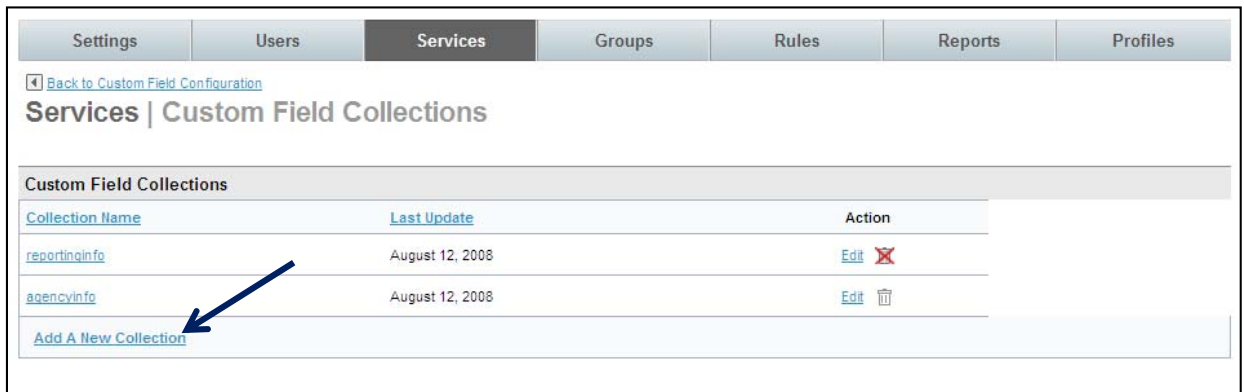 Settings Users Services Groups Rules Reports Profiles
Back to Custom Field Configuration
Services | Custom Field Collections
Custom Field Collections
Collection Name Last Update Action
reportinginfo August 12, 2008 Edit
agencyinfo August 12, 2008 Edit
Add A New Collection